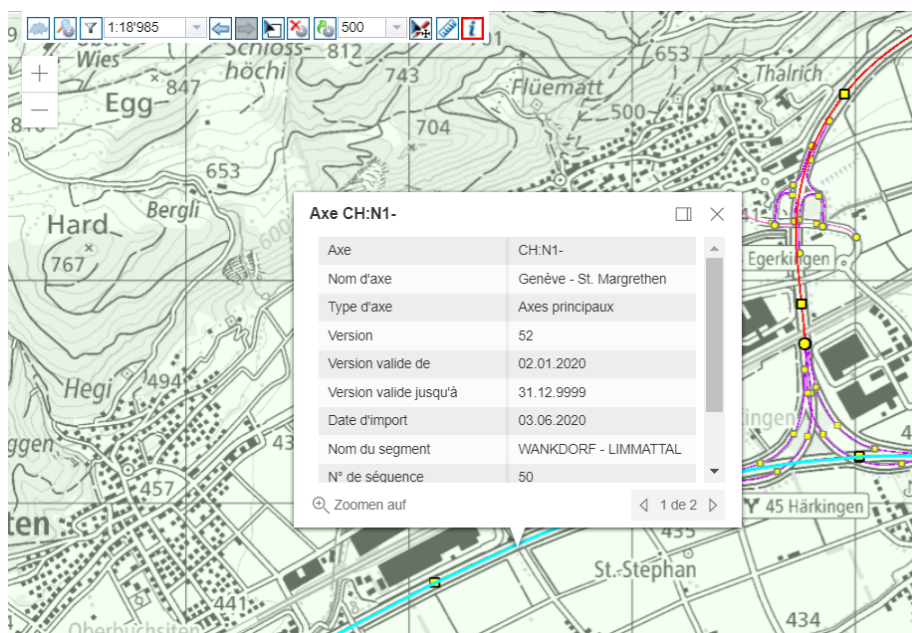 1:18'985
500
Wies
Schloss-
höchi
812
701
743
847
Egg
704
653
Flüematt
500
653
Thalrich
Bergli
600
Hard
767
Egerkingen
Hegi
494
457
43
441
Oberbuchsiten
435
St.-Stephan
434
45 Härkingen
Axe CH:N1-
Axe CH:N1-
Nom d'axe Genève - St. Margrethen
Type d'axe Axes principaux
Version 52
Version valide de 02.01.2020
Version valide jusqu'à 31.12.9999
Date d'import 03.06.2020
Nom du segment WANKDORF - LIMMATTAL
N° de séquence 50
Zoomen auf
1 de 2